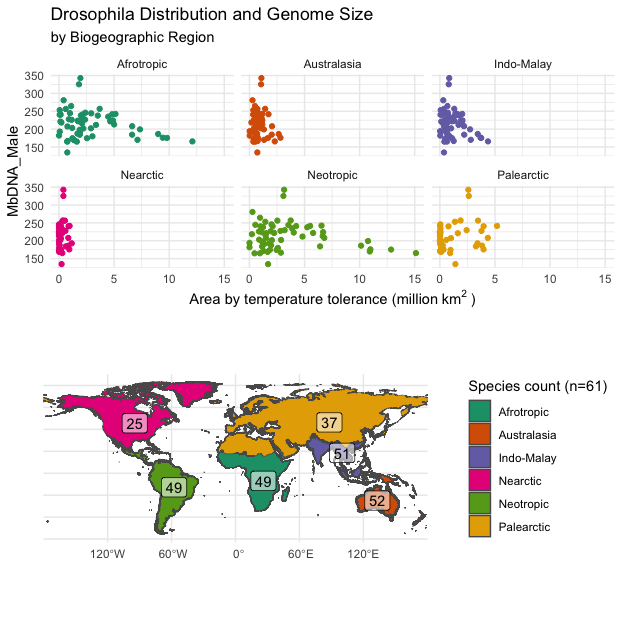 Drosophila Distribution and Genome Size
by Biogeographic Region
Afrotropic Australasia Indo-Malay
350
300
250
200
150
Nearctic Neotropic Palearctic
350
300
250
200
150
MbDNA_Male
0 5 10 15 0 5 10 15 0 5 10 15
Area by temperature tolerance (million km² )
25
37
51
49
49
52
120°W 60°W 0° 60°E 120°E
Species count (n=61)
Afrotropic
Australasia
Indo-Malay
Nearctic
Neotropic
Palearctic